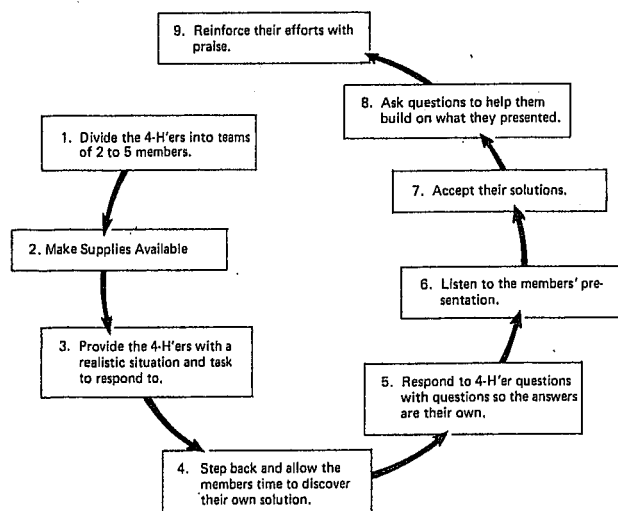 1. Divide the 4-H'ers into teams
of 2 to 5 members.
2. Make Supplies Available
3. Provide the 4-H'ers with a
realistic situation and task
to respond to.
4. Step back and allow the
members time to discover
their own solution.
5. Respond to 4-H'er questions
with questions so the answers
are their own.
6. Listen to the members' pre-
sentation.
7. Accept their solutions.
8. Ask questions to help them
build on what they presented.
9. Reinforce their efforts with
praise.